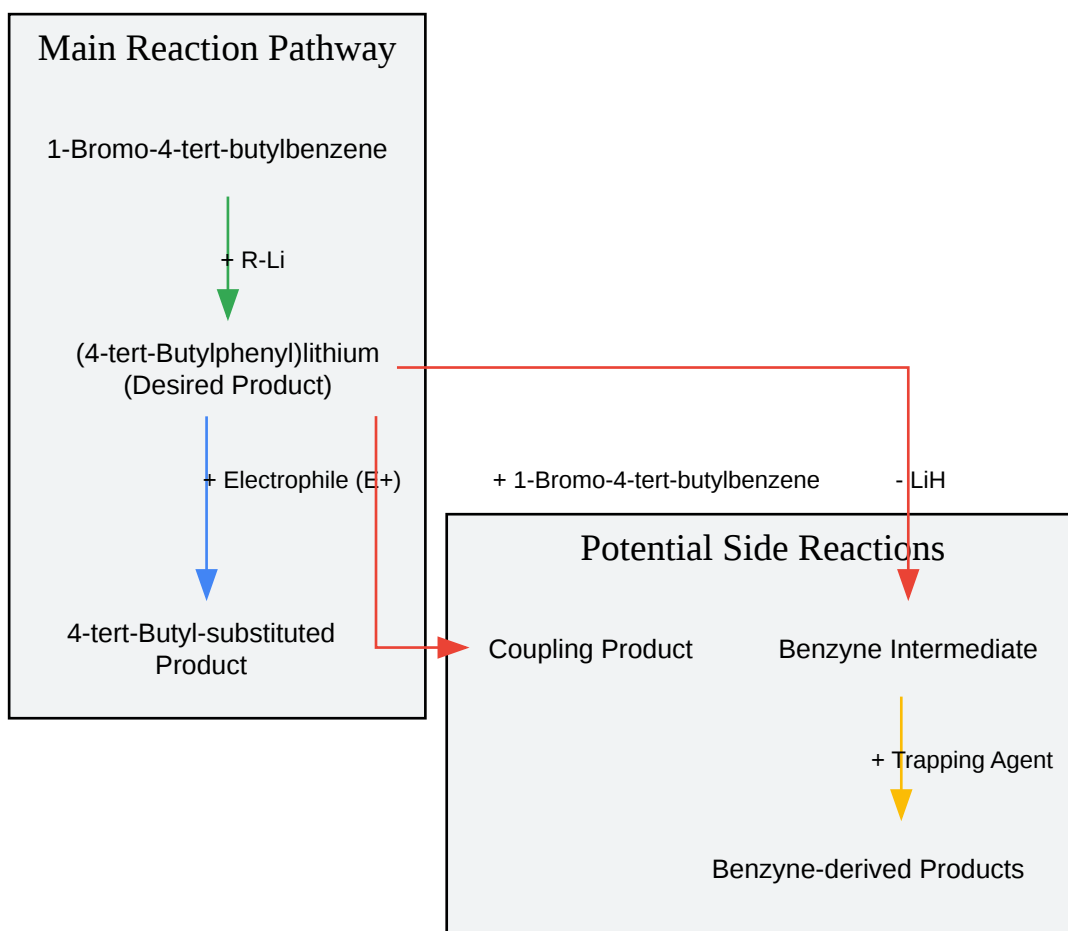 Main Reaction Pathway
1-Bromo-4-tert-butylbenzene
+ R-Li
(4-tert-Butylphenyl)lithium
(Desired Product)
+ Electrophile (E+)
+ 1-Bromo-4-tert-butylbenzene
- LiH
4-tert-Butyl-substituted
Product
Potential Side Reactions
Coupling Product
Benzyne Intermediate
+ Trapping Agent
Benzyne-derived Products